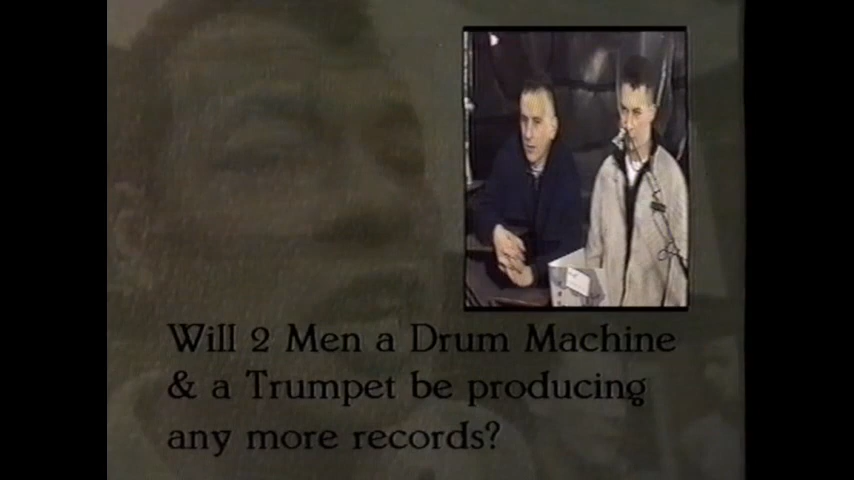 Will 2 Men a Drum Machine
& a Trumpet be producing
any more records?